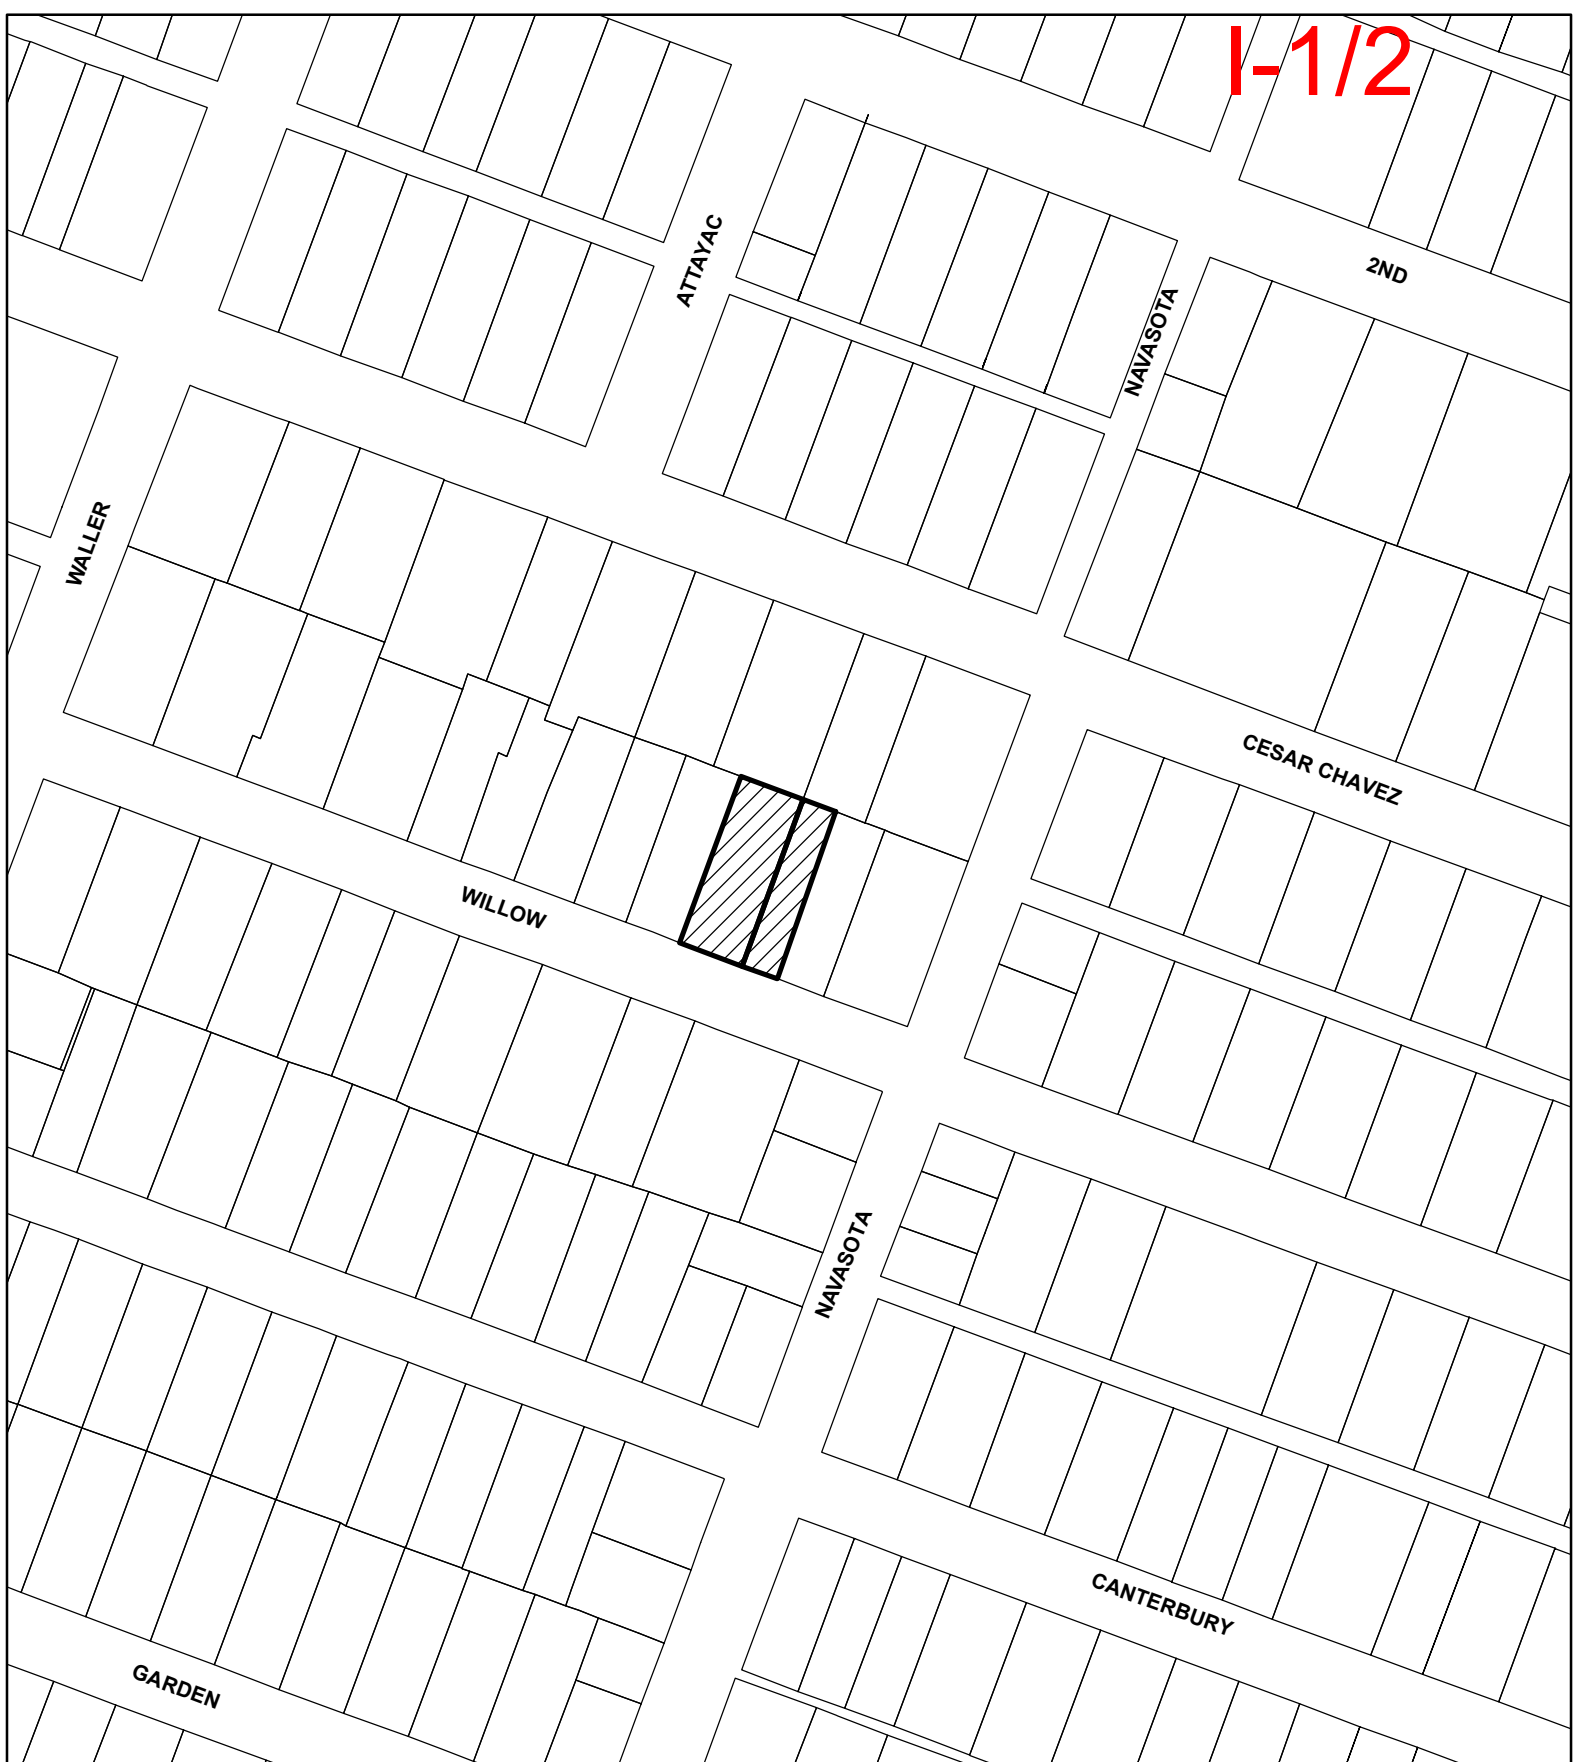 I-1/2
ATTAYAC
2ND
NAVASOTA
WALLER
CESAR CHAVEZ
WILLOW
NAVASOTA
CANTERBURY
GARDEN